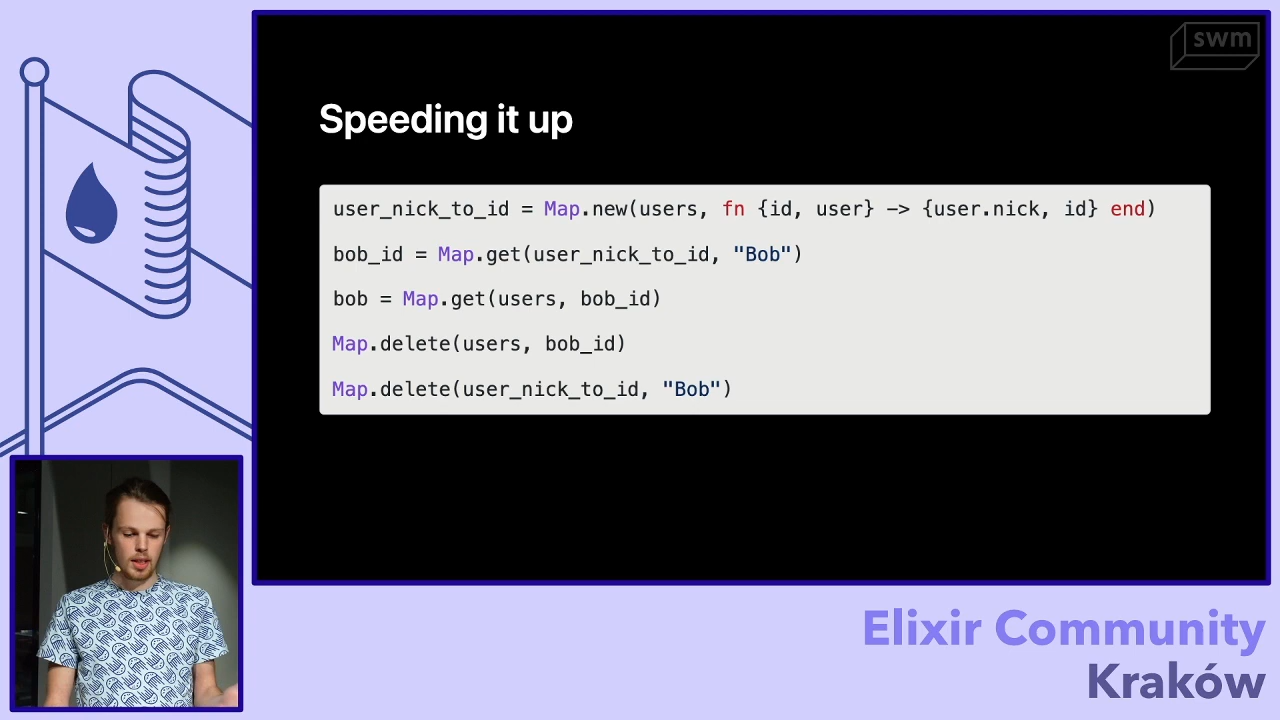 swm
Speeding it up
user_nick_to_id = Map.new(users, fn {id, user} -> {user.nick, id} end)
bob_id = Map.get(user_nick_to_id, "Bob")
bob = Map.get(users, bob_id)
Map.delete(users, bob_id)
Map.delete(user_nick_to_id, "Bob")
Elixir Community
Kraków